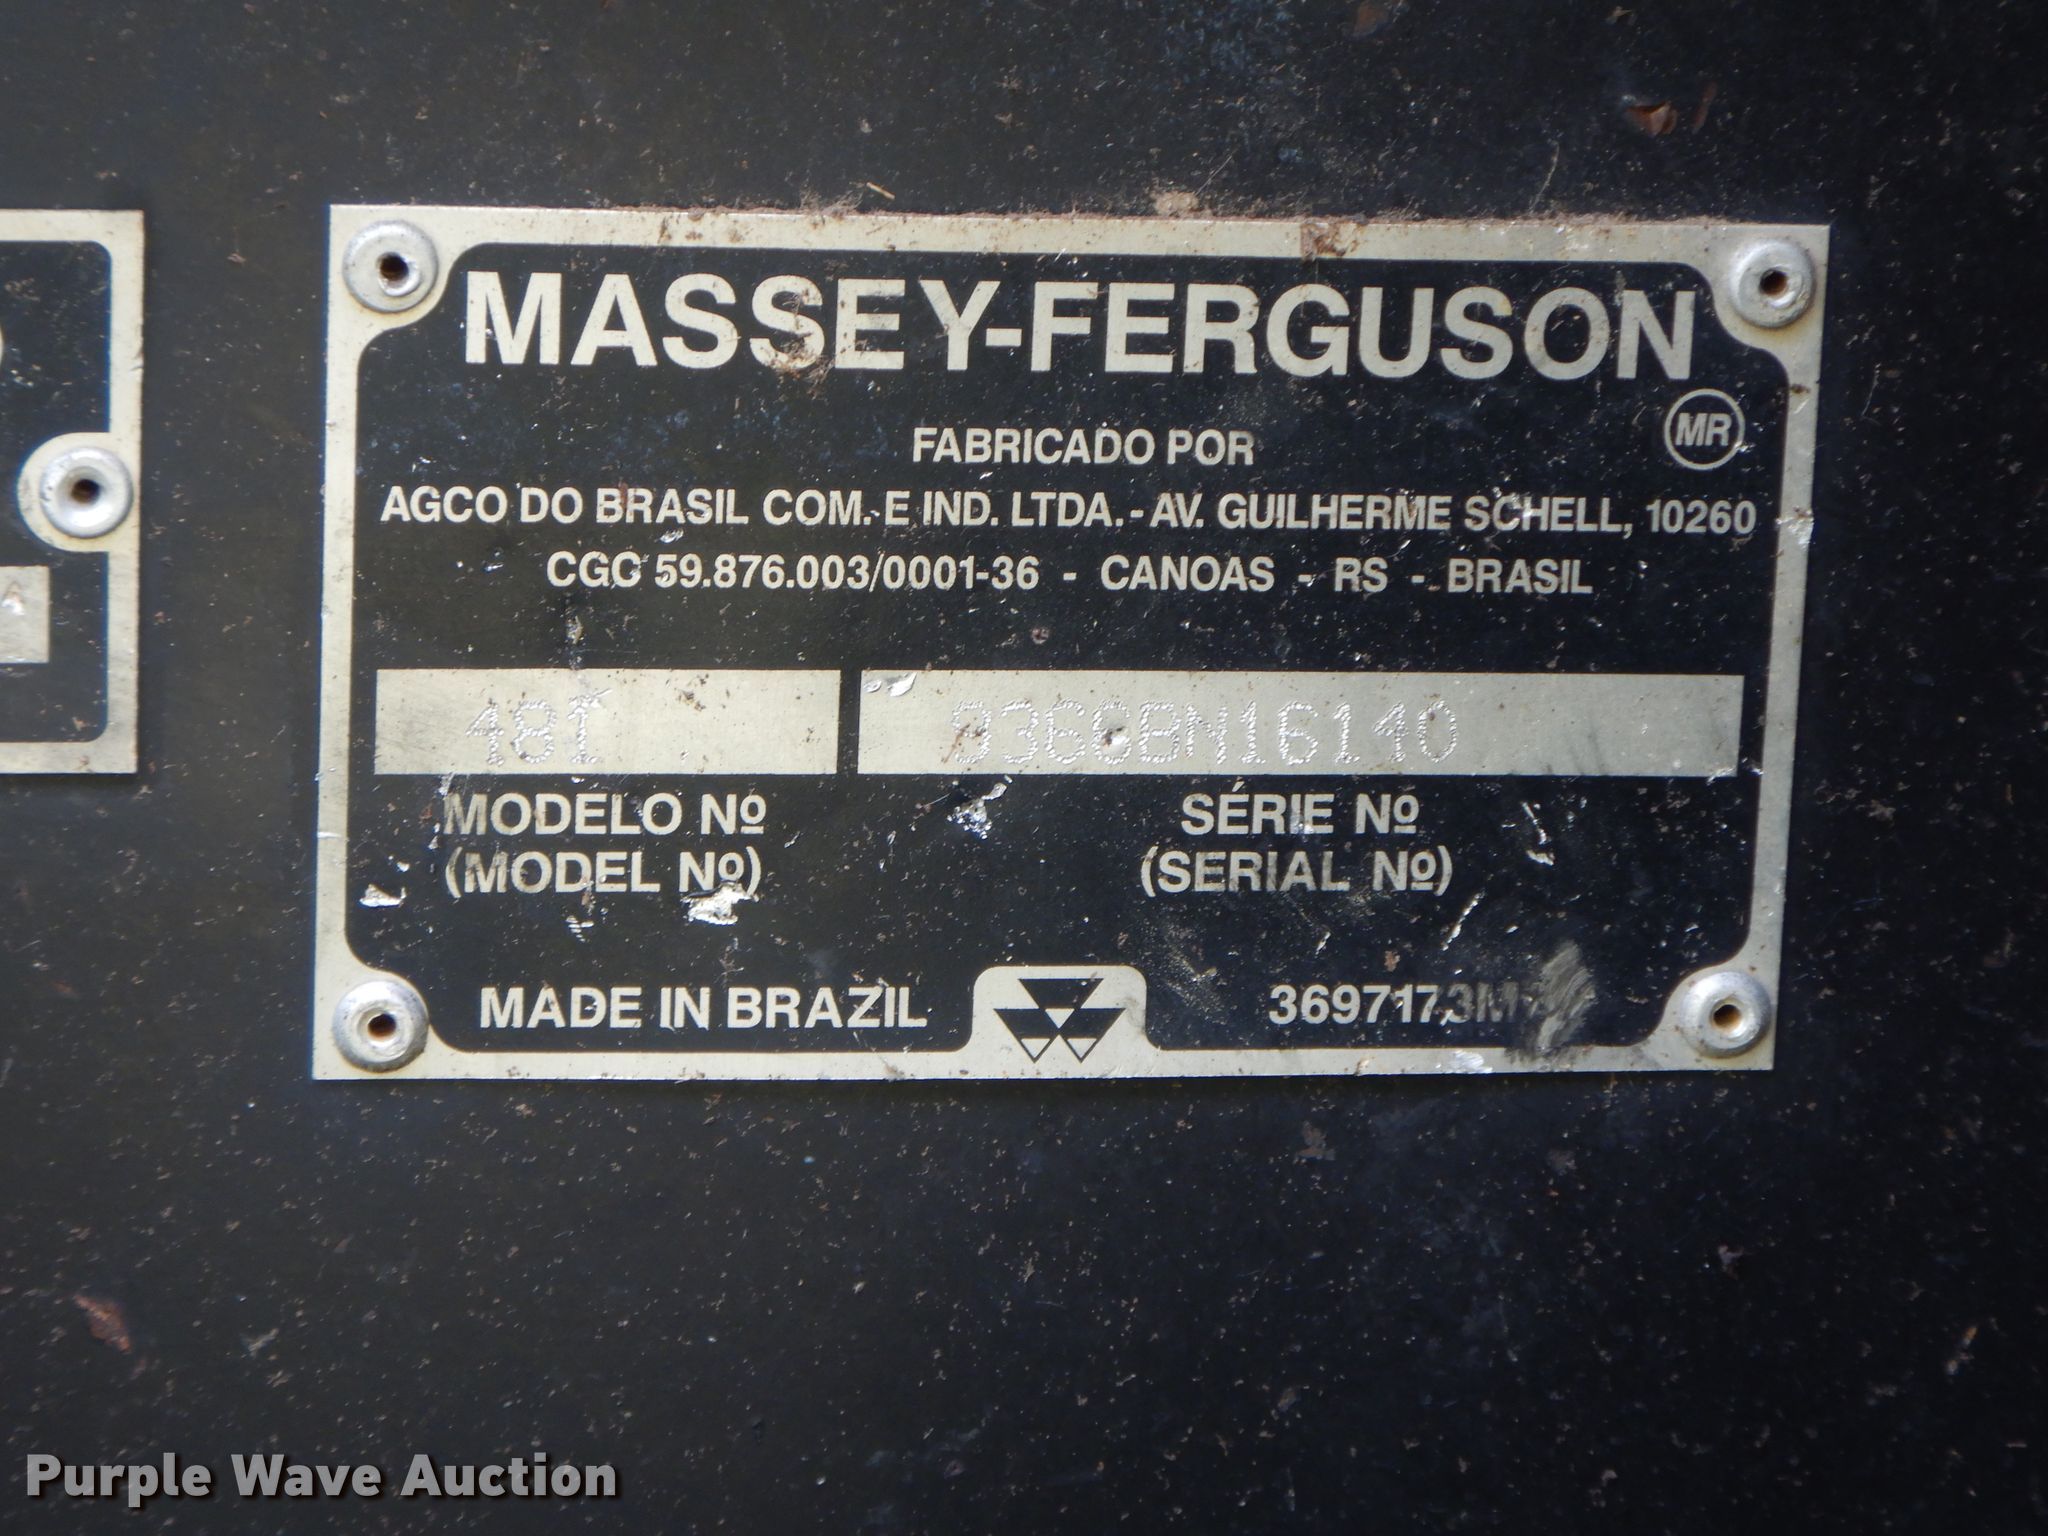 MASSEY-FERGUSON
MR
FABRICADO POR
AGCO DO BRASIL COM. E IND. LTDA. - AV. GUILHERME SCHELL, 10260
CGC 59.876.003/0001-36 - CANOAS - RS - BRASIL
A
481
MODELO Nº
SÉRIE Nº
(MODEL Nº)
(SERIAL Nº)
MADE IN BRAZIL
Purple Wave Auction